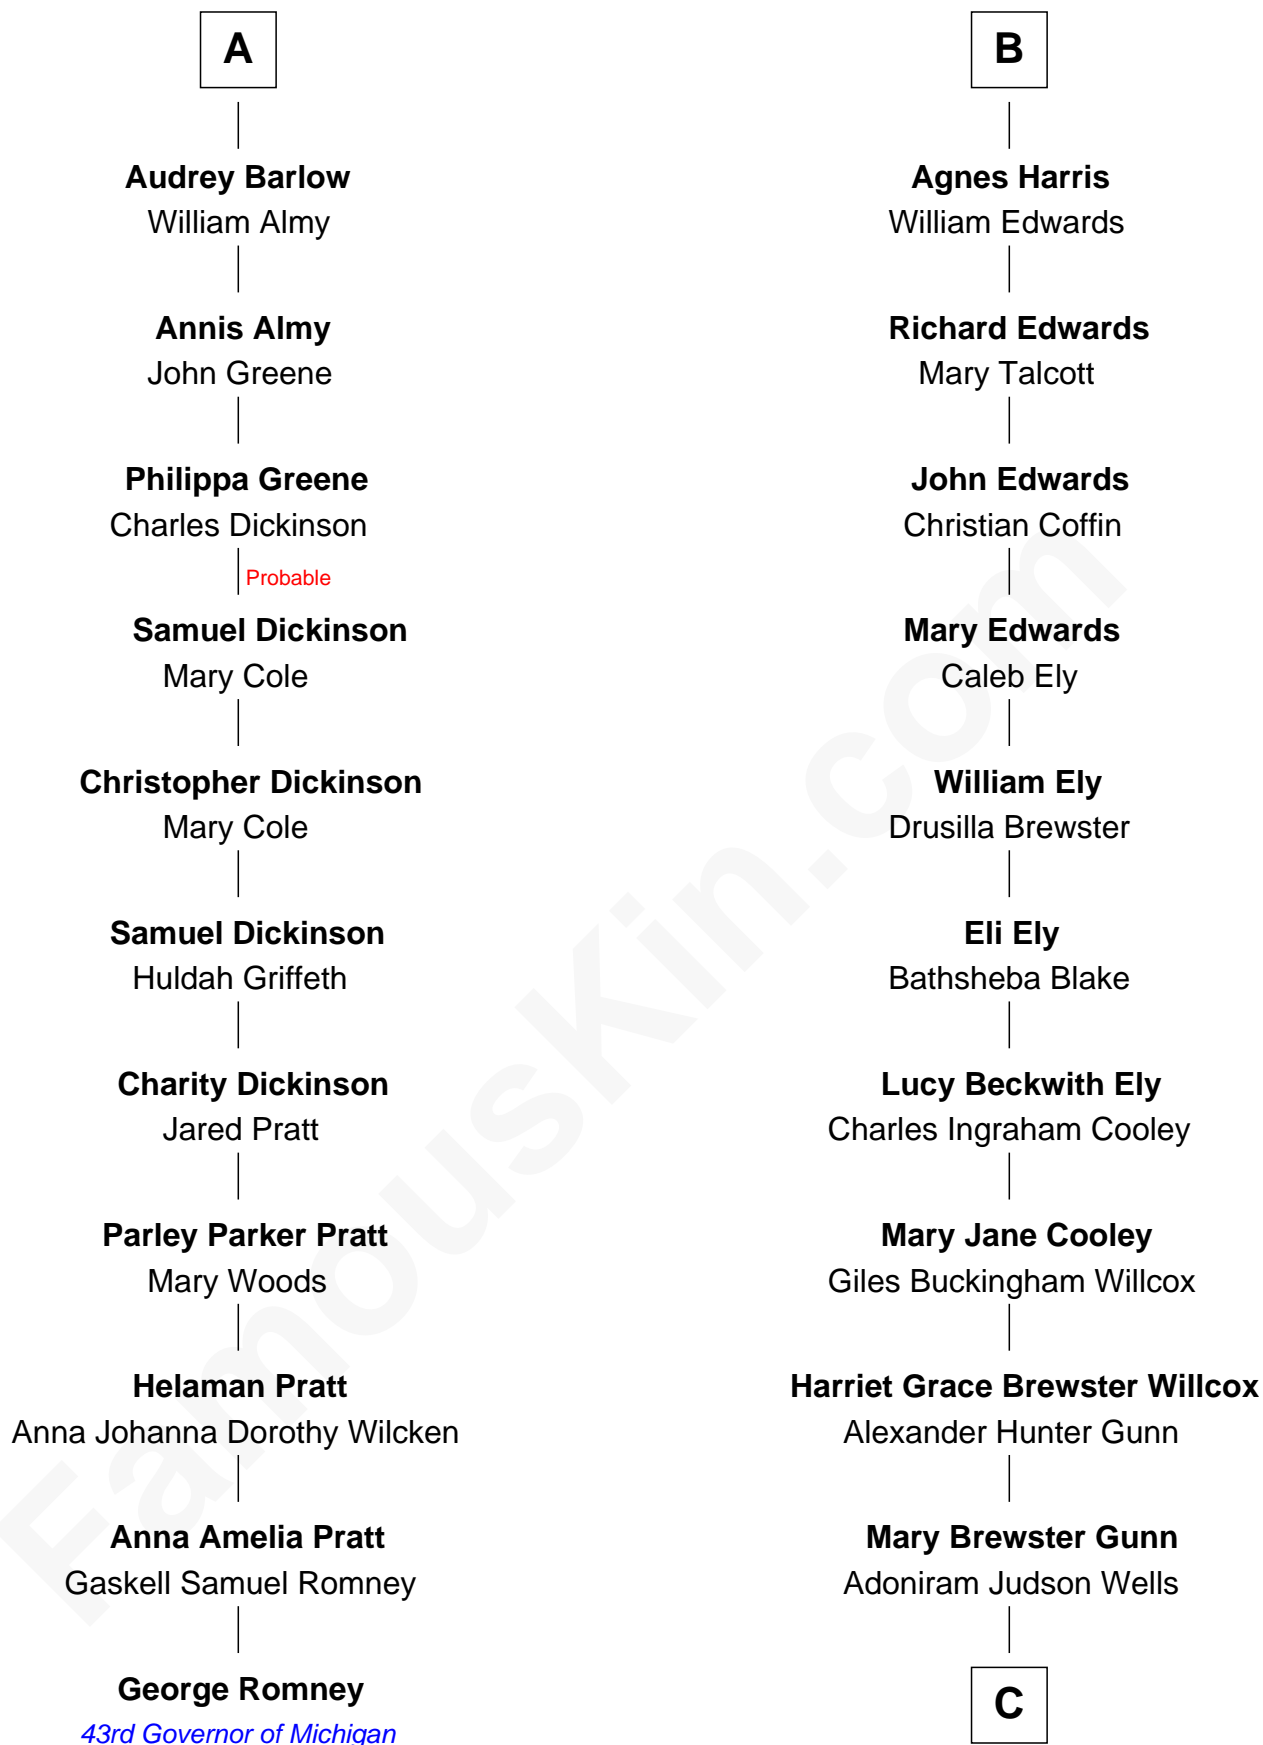 A
Audrey Barlow
William Almy
Annis Almy
John Greene
Philippa Greene
Charles Dickinson
Probable
Samuel Dickinson
Mary Cole
Christopher Dickinson
Mary Cole
Samuel Dickinson
Huldah Griffeth
Charity Dickinson
Jared Pratt
Parley Parker Pratt
Mary Woods
Helaman Pratt
Anna Johanna Dorothy Wilcken
Anna Amelia Pratt
Gaskell Samuel Romney
George Romney
43rd Governor of Michigan
B
Agnes Harris
William Edwards
Richard Edwards
Mary Talcott
John Edwards
Christian Coffin
Mary Edwards
Caleb Ely
William Ely
Drusilla Brewster
Eli Ely
Bathsheba Blake
Lucy Beckwith Ely
Charles Ingraham Cooley
Mary Jane Cooley
Giles Buckingham Willcox
Harriet Grace Brewster Willcox
Alexander Hunter Gunn
Mary Brewster Gunn
Adoniram Judson Wells
C
FamousKin.com